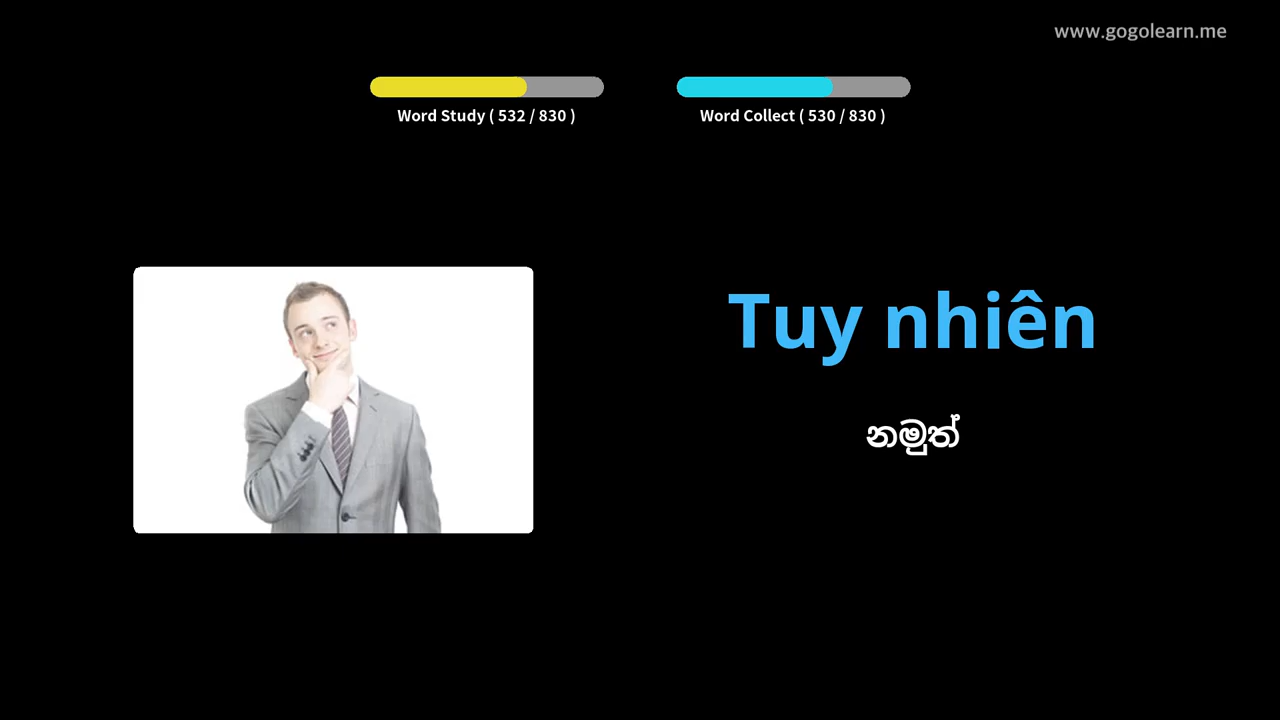 www.gogolearn.me
Word Study ( 532 / 830 )
Word Collect ( 530 / 830 )
Tuy nhiên
නමුත්